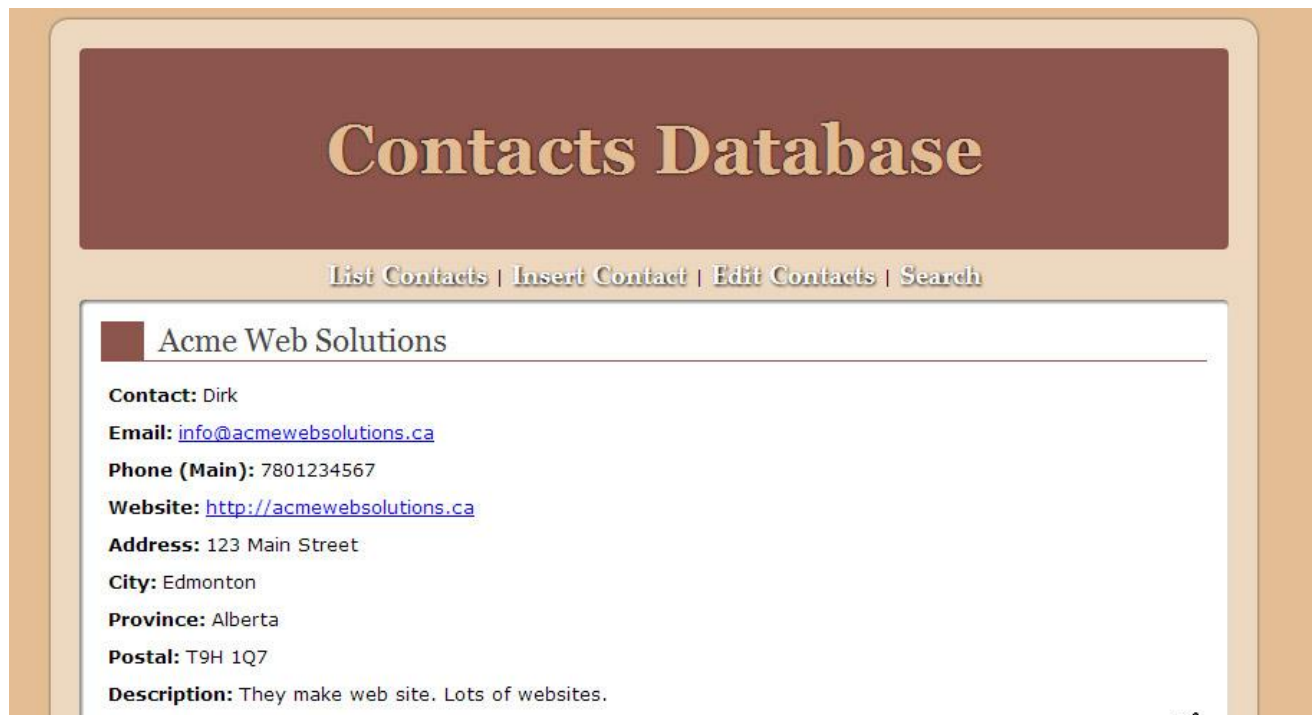 Contacts Database
List Contacts | Insert Contact | Edit Contacts | Search
Acme Web Solutions
Contact: Dirk
Email: info@acmewebsolutions.ca
Phone (Main): 7801234567
Website: http://acmewebsolutions.ca
Address: 123 Main Street
City: Edmonton
Province: Alberta
Postal: T9H 1Q7
Description: They make web site. Lots of websites.